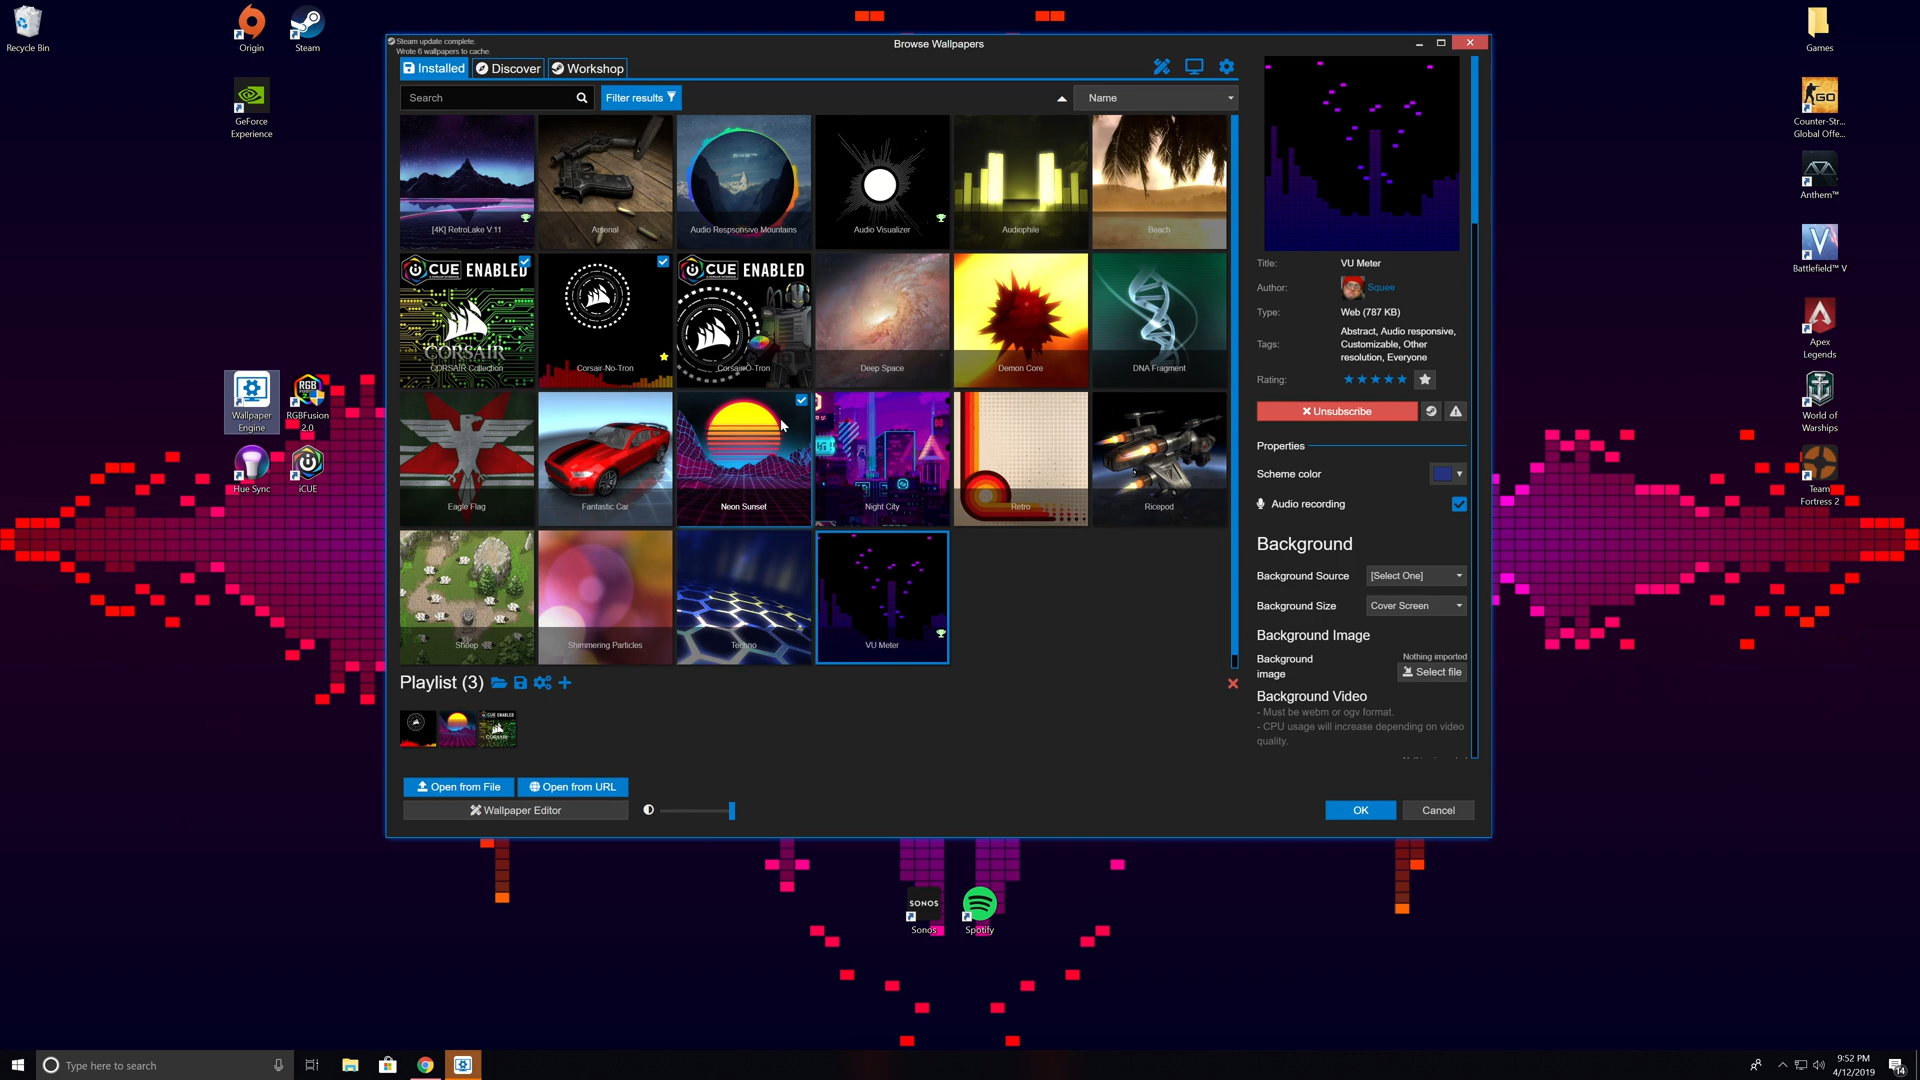 Recycle Bin
Origin
Steam
GeForce
Experience
Wallpaper
Engine
RGBFusion
2.0
Hue Sync
iCUE
Steam update complete.
Wrote 6 wallpapers to cache.
Browse Wallpapers
Installed
Discover
Workshop
Search
Filter results
Name
[4K] RetroLake V.11
Arsenal
Audio Respsonsive Mountains
Audio Visualizer
Audiophile
Beach
CUE ENABLED
CORSAIR
CORSAIR Collection
Corsair-No-Tron
CUE ENABLED
Corsair-O-Tron
Deep Space
Demon Core
DNA Fragment
Eagle Flag
Fantastic Car
Neon Sunset
Night City
Retro
Ricepod
Sheep
Shimmering Particles
Techno
VU Meter
Playlist (3)
CUE ENABLED
Open from File
Open from URL
Wallpaper Editor
Title:
VU Meter
Author:
Squee
Type:
Web (787 KB)
Tags:
Abstract, Audio responsive,
Customizable, Other
resolution, Everyone
Rating:
Unsubscribe
Properties
Scheme color
Audio recording
Background
Background Source
[Select One]
Background Size
Cover Screen
Background Image
Background
image
Nothing imported
Select file
Background Video
- Must be webm or ogv format.
- CPU usage will increase depending on video
quality.
OK
Cancel
Games
GO
Counter-Str...
Global Offe...
Anthem™
V
Battlefield™ V
Apex
Legends
World of
Warships
Team
Fortress 2
SONOS
Sonos
Spotify
Type here to search
9:52 PM
4/12/2019
14